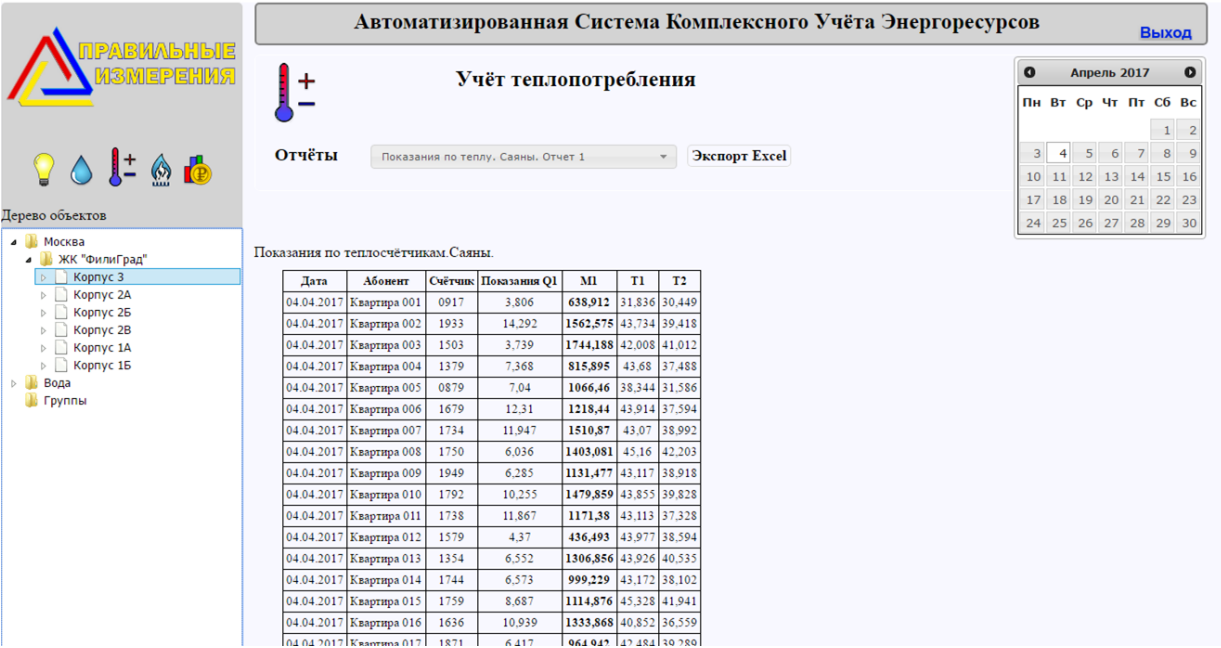 Автоматизированная Система Комплексного Учёта Энергоресурсов
Выход
ПРАВИЛЬНЫЕ
ИЗМЕРЕНИЯ
Дерево объектов
Москва
ЖК "ФилиГрад"
Корпус 3
Корпус 2А
Корпус 2Б
Корпус 2В
Корпус 1А
Корпус 1Б
Вода
Группы
Учёт теплопотребления
Отчёты Показания по теплу. Саяны. Отчет 1 Экспорт Excel
Апрель 2017
Пн Вт Ср Чт Пт Сб Вс
1 2
3 4 5 6 7 8 9
10 11 12 13 14 15 16
17 18 19 20 21 22 23
24 25 26 27 28 29 30
Показания по теплосчётчикам.Саяны.
Дата Абонент Счётчик Показания Q1 M1 T1 T2
04.04.2017 Квартира 001 0917 3,806 638,912 31,836 30,449
04.04.2017 Квартира 002 1933 14,292 1562,575 43,734 39,418
04.04.2017 Квартира 003 1503 3,739 1744,188 42,008 41,012
04.04.2017 Квартира 004 1379 7,368 815,895 43,68 37,488
04.04.2017 Квартира 005 0879 7,04 1066,46 38,344 31,586
04.04.2017 Квартира 006 1679 12,31 1218,44 43,914 37,594
04.04.2017 Квартира 007 1734 11,947 1510,87 43,07 38,992
04.04.2017 Квартира 008 1750 6,036 1403,081 45,16 42,203
04.04.2017 Квартира 009 1949 6,285 1131,477 43,117 38,918
04.04.2017 Квартира 010 1792 10,255 1479,859 43,855 39,828
04.04.2017 Квартира 011 1738 11,867 1171,38 43,113 37,328
04.04.2017 Квартира 012 1579 4,37 436,493 43,977 38,594
04.04.2017 Квартира 013 1354 6,552 1306,856 43,926 40,535
04.04.2017 Квартира 014 1744 6,573 999,229 43,172 38,102
04.04.2017 Квартира 015 1759 8,687 1114,876 45,328 41,941
04.04.2017 Квартира 016 1636 10,939 1333,868 40,852 36,559
04.04.2017 Квартира 017 1871 6,417 964,942 42,484 39,289